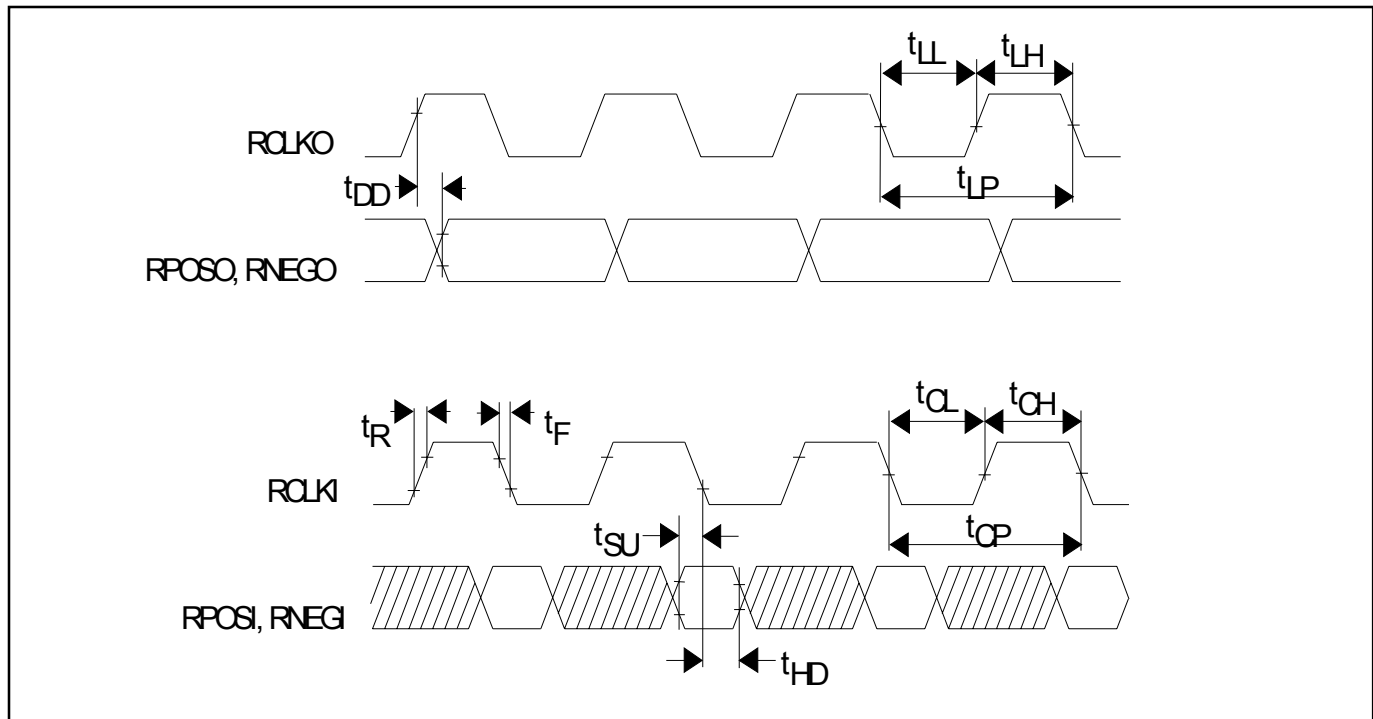 tLL tLH
RCLKO
tLP
tDD
RPOSO, RNEGO
tCL tCH
tR tF
RCLKI
tCP
tSU
RPOSI, RNEGI
tHD